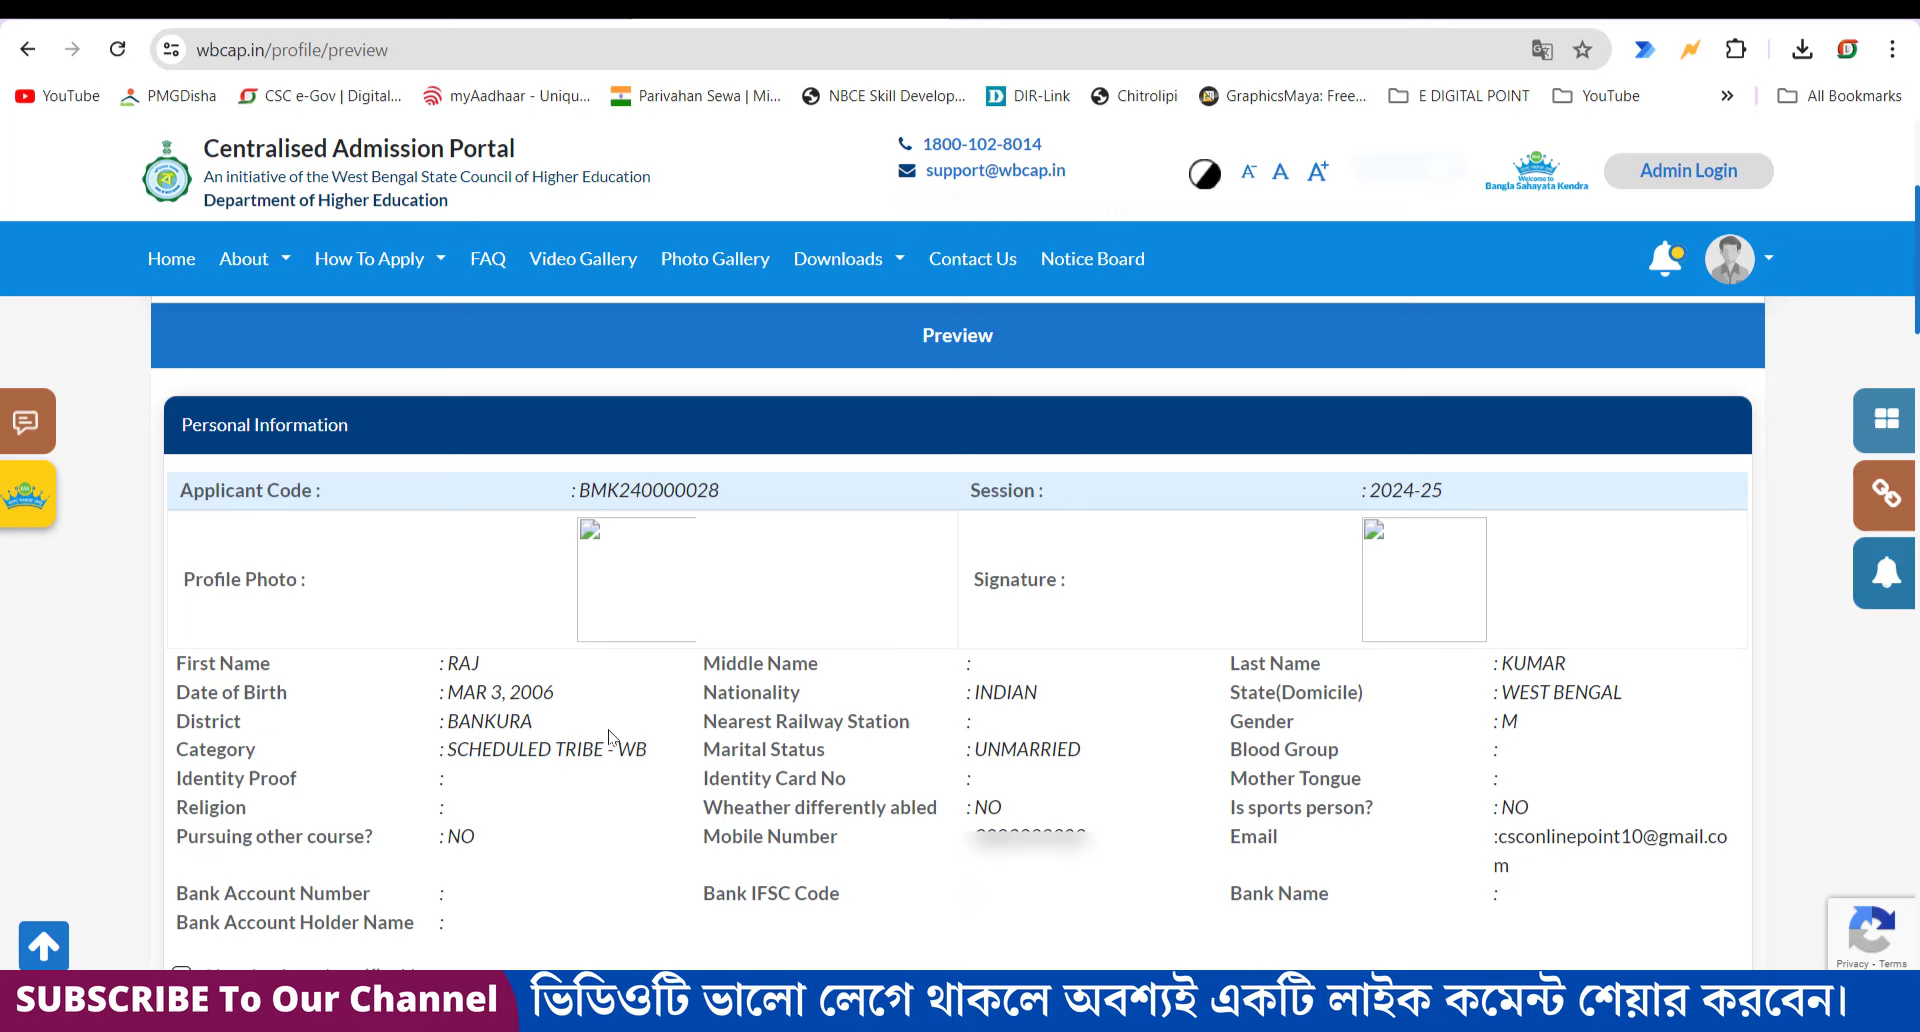 wbcap.in/profile/preview
YouTube PMGDisha CSC e-Gov | Digital... myAadhaar - Uniqu... Parivahan Sewa | Mi... NBCE Skill Develop... DIR-Link Chitrolipi GraphicsMaya: Free... E DIGITAL POINT YouTube » All Bookmarks
Centralised Admission Portal
An initiative of the West Bengal State Council of Higher Education
Department of Higher Education
1800-102-8014
support@wbcap.in
A- A A+
Welcome to
Bangla Sahayata Kendra
Admin Login
Home About How To Apply FAQ Video Gallery Photo Gallery Downloads Contact Us Notice Board
Preview
Personal Information
Applicant Code : : BMK240000028 Session : : 2024-25
Profile Photo : Signature :
First Name : RAJ Middle Name : Last Name : KUMAR
Date of Birth : MAR 3, 2006 Nationality : INDIAN State(Domicile) : WEST BENGAL
District : BANKURA Nearest Railway Station : Gender : M
Category : SCHEDULED TRIBE - WB Marital Status : UNMARRIED Blood Group :
Identity Proof : Identity Card No : Mother Tongue :
Religion : Wheather differently abled : NO Is sports person? : NO
Pursuing other course? : NO Mobile Number Email :csconlinepoint10@gmail.co
m
Bank Account Number : Bank IFSC Code Bank Name :
Bank Account Holder Name :
Privacy - Terms
SUBSCRIBE To Our Channel ভিডিওটি ভালো লেগে থাকলে অবশ্যই একটি লাইক কমেন্ট শেয়ার করবেন।